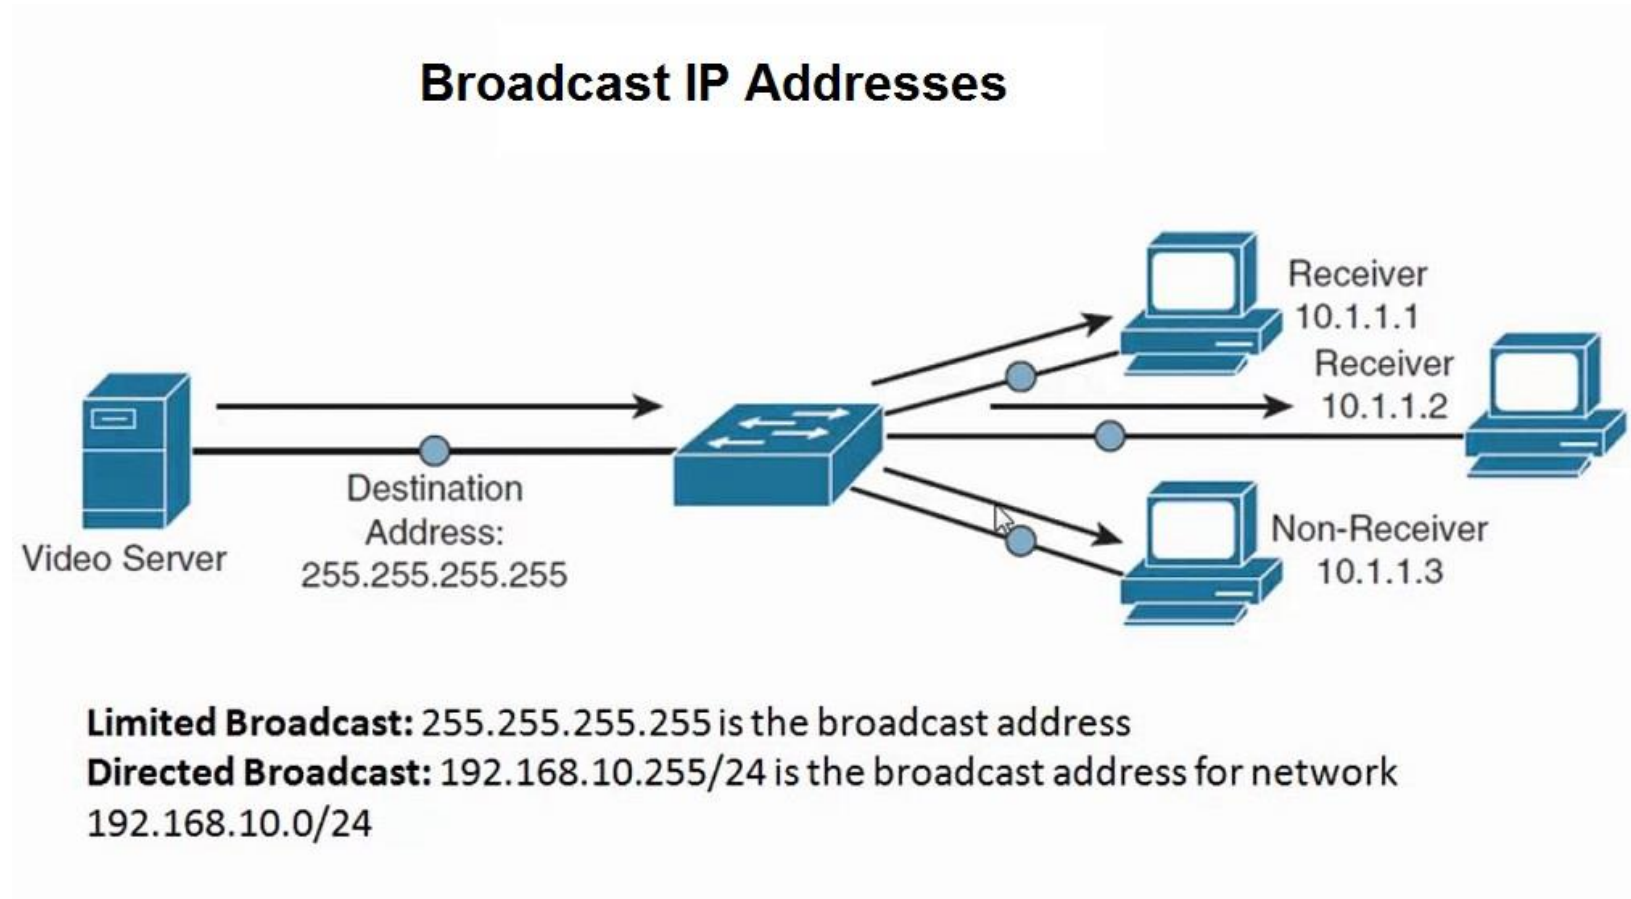 Broadcast IP Addresses
Receiver
10.1.1.1
Receiver
10.1.1.2
Destination
Address:
255.255.255.255
Video Server
Non-Receiver
10.1.1.3
Limited Broadcast: 255.255.255.255 is the broadcast address
Directed Broadcast: 192.168.10.255/24 is the broadcast address for network
192.168.10.0/24